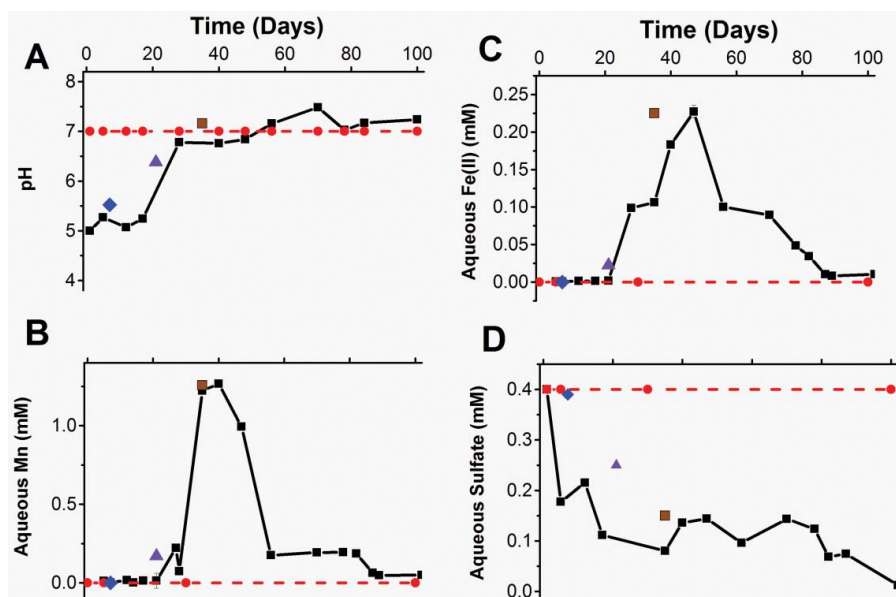 Time (Days)
0 20 40 60 80 100
A
8
7
6
5
4
pH
B
1.0
0.5
0.0
Aqueous Mn (mM)
Time (Days)
0 20 40 60 80 100
C
0.25
0.20
0.15
0.10
0.05
0.00
Aqueous Fe(II) (mM)
D
0.4
0.3
0.2
0.1
0.0
Aqueous Sulfate (mM)